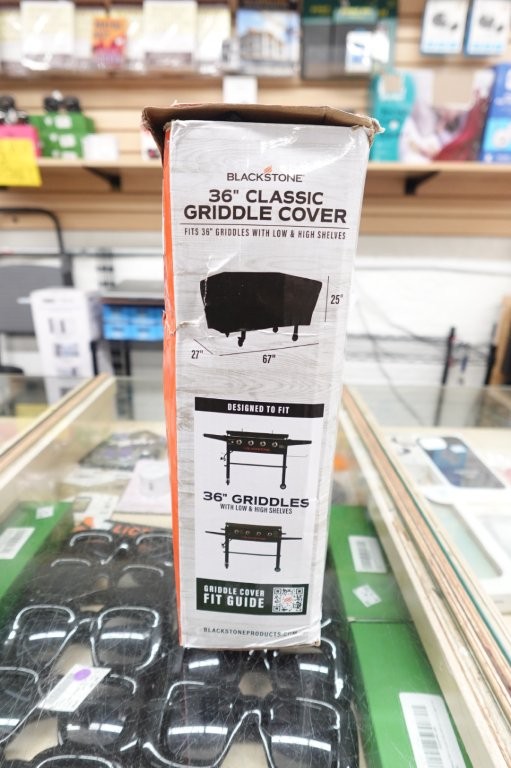 BLACKSTONE
36" CLASSIC
GRIDDLE COVER
FITS 36" GRIDDLES WITH LOW & HIGH SHELVES
25"
27"
67"
DESIGNED TO FIT
36" GRIDDLES
WITH LOW & HIGH SHELVES
GRIDDLE COVER
FIT GUIDE
BLACKSTONEPRODUCTS.COM